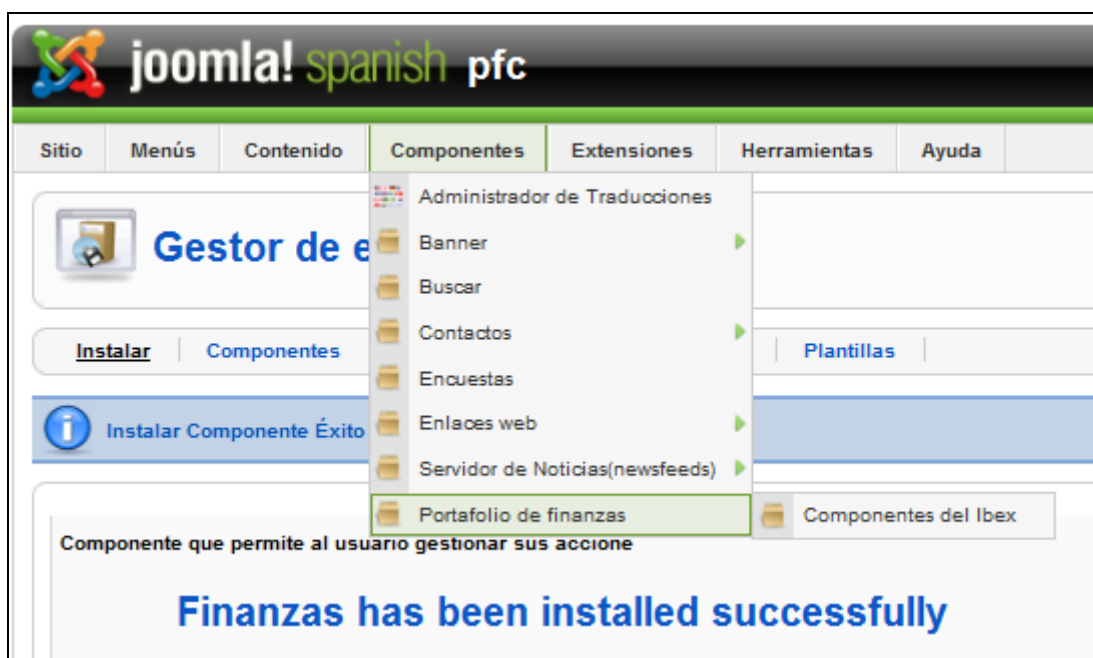 joomla! spanish pfc
Sitio Menús Contenido Componentes Extensiones Herramientas Ayuda
Administrador de Traducciones
Gestor de e
Banner
Buscar
Contactos
Instalar Componentes Plantillas
Encuestas
Enlaces web
Instalar Componente Éxito
Servidor de Noticias(newsfeeds)
Portafolio de finanzas Componentes del Ibex
Componente que permite al usuario gestionar sus accione
Finanzas has been installed successfully